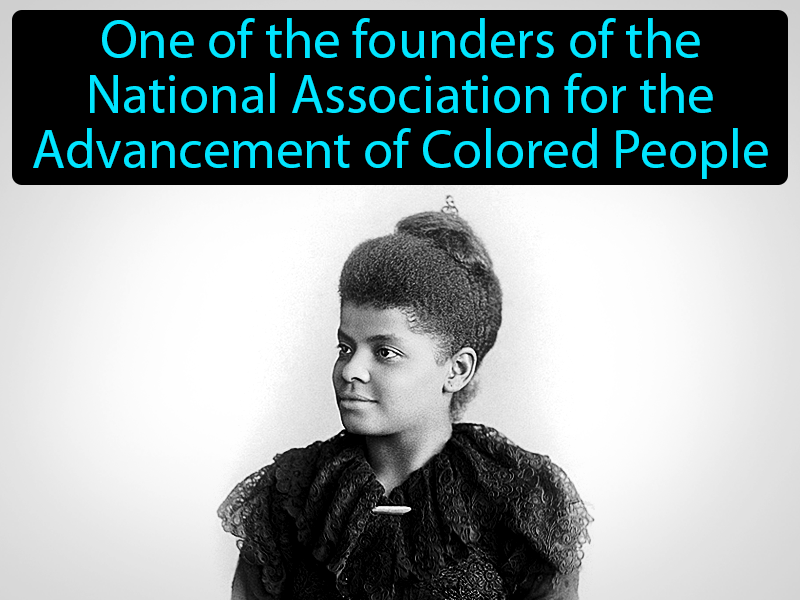 One of the founders of the
National Association for the
Advancement of Colored People